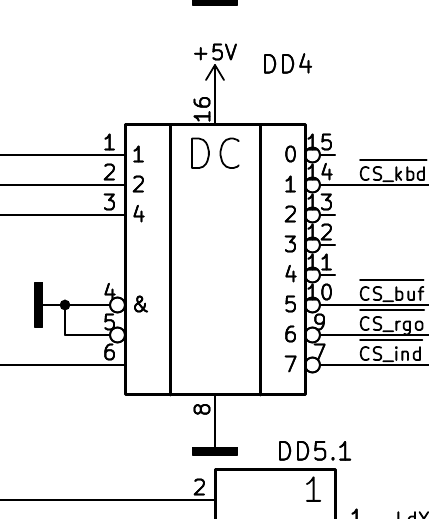 +5V
DD4
16
1 1 DC 0 15
2 2 1 14 CS_kbd
3 4 2 13
3 12
4 11
4 & 5 10 CS_buf
5 6 9 CS_rgo
6 7 7 CS_ind
8
DD5.1
2 1
1